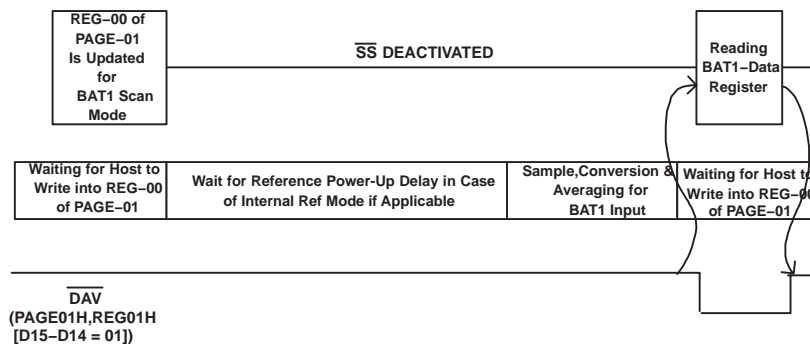 REG−00 of
PAGE−01
Is Updated
for
BAT1 Scan
Mode
SS DEACTIVATED
Reading
BAT1−Data
Register
Waiting for Host to
Write into REG−00
of PAGE−01
Wait for Reference Power-Up Delay in Case
of Internal Ref Mode if Applicable
Sample,Conversion &
Averaging for
BAT1 Input
Waiting for Host to
Write into REG−00
of PAGE−01
DAV
(PAGE01H,REG01H
[D15−D14 = 01])